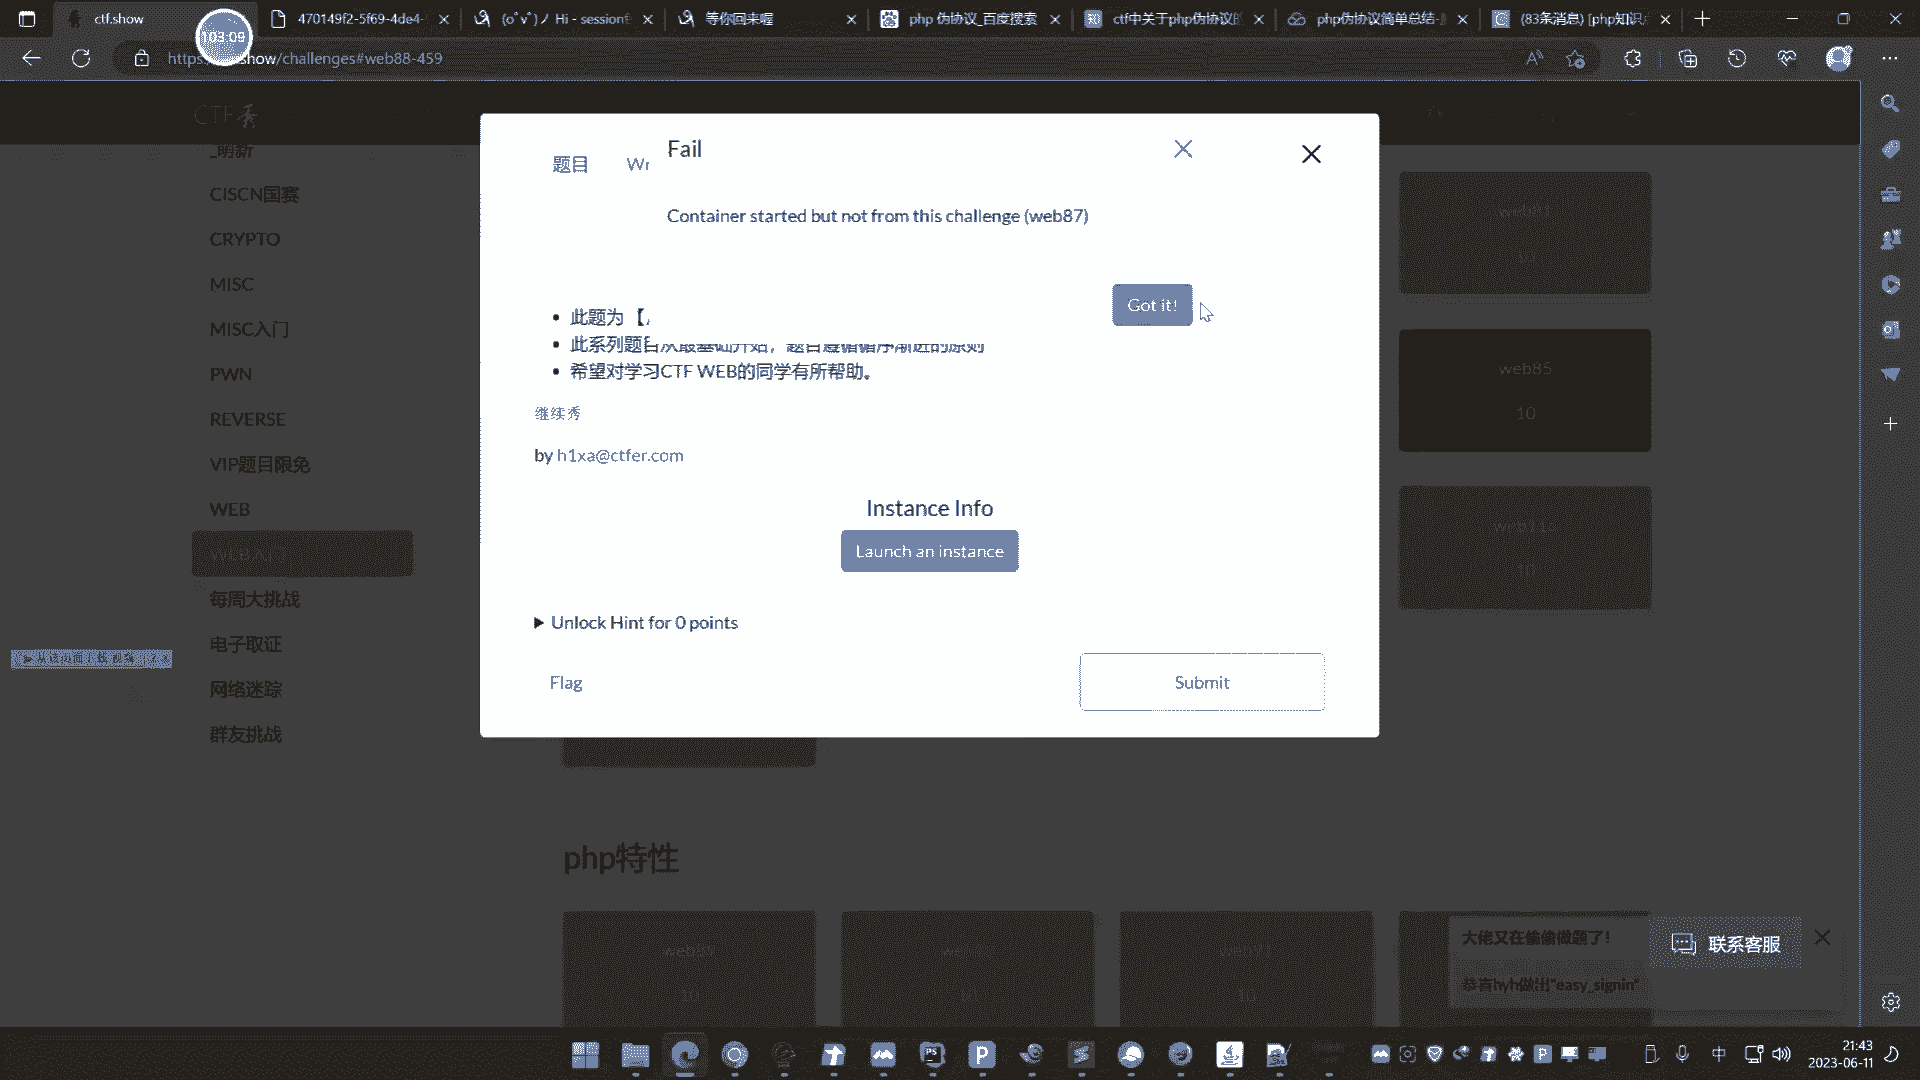 ctf.show
470149f2-5f69-4de4-
(o˚v˚)ノ Hi - session
等你回来喔
php 伪协议_百度搜索
ctf中关于php伪协议的
php伪协议简单总结-
(83条消息) [php知识
03:09
show/challenges#web88-459
CTF秀
_萌新
CISCN国赛
CRYPTO
MISC
MISC入门
PWN
REVERSE
VIP题目限免
WEB
WEB入门
每周大挑战
电子取证
网络迷踪
群友挑战
题目
Wr
Fail
Container started but not from this challenge (web87)
Got it!
此题为 【
此系列题目从最基础开始，题目遵循循序渐进的原则
希望对学习CTF WEB的同学有所帮助。
继续秀
by h1xa@ctfer.com
Instance Info
Launch an instance
Unlock Hint for 0 points
Flag
Submit
web81
10
web85
10
10
php特性
web89
10
10
web91
10
大佬又在偷偷做题了！
恭喜hyh做出"easy_signin"
联系客服
中
21:43
2023-06-11